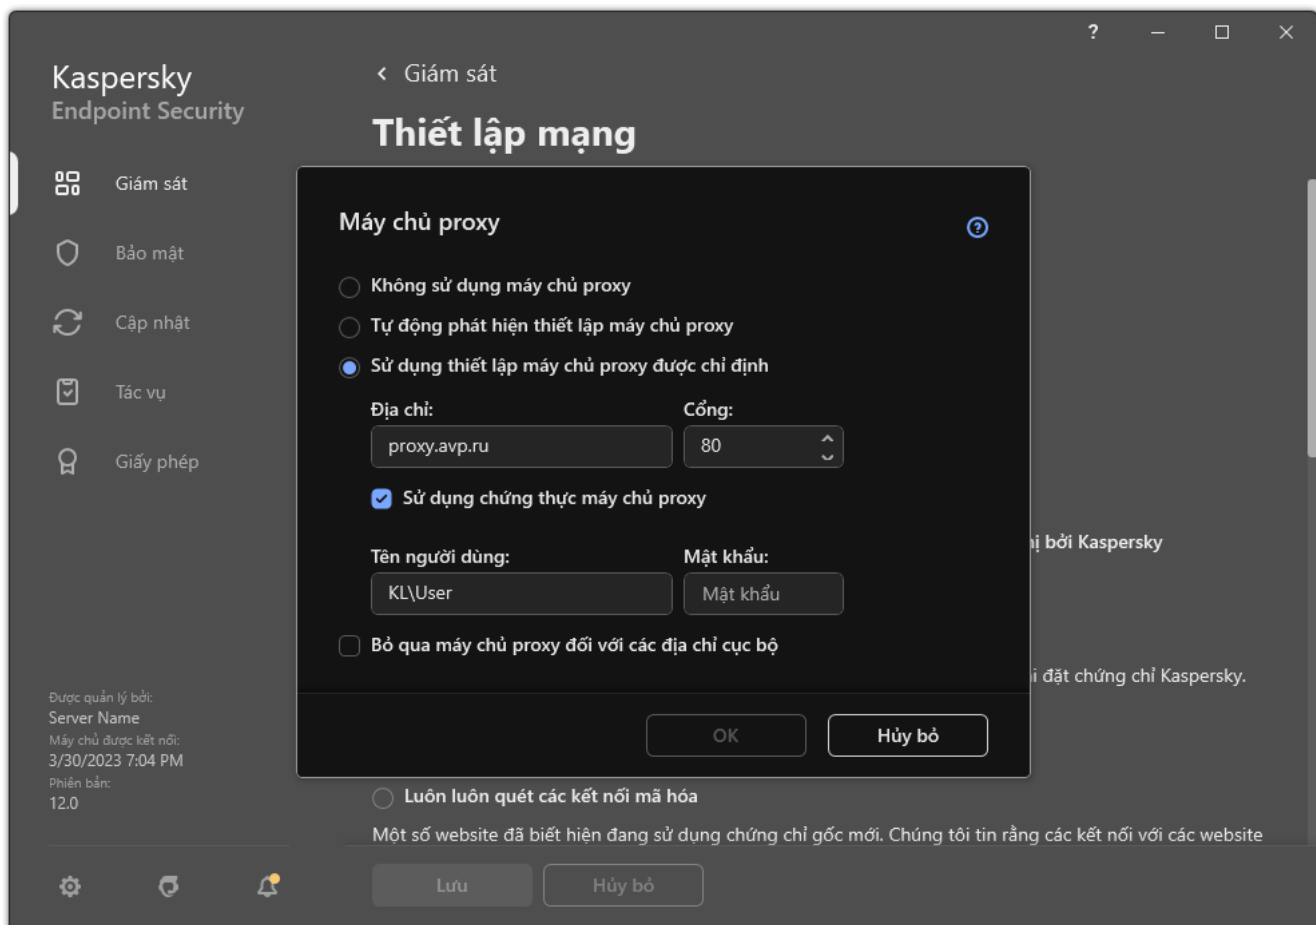 ?
Kaspersky
Endpoint Security
Giám sát
Thiết lập mạng
Giám sát
Bảo mật
Cập nhật
Tác vụ
Giấy phép
Máy chủ proxy
?
Không sử dụng máy chủ proxy
Tự động phát hiện thiết lập máy chủ proxy
Sử dụng thiết lập máy chủ proxy được chỉ định
Địa chỉ: Cổng:
proxy.avp.ru 80
Sử dụng chứng thực máy chủ proxy
Tên người dùng: Mật khẩu:
KL\User Mật khẩu
Bỏ qua máy chủ proxy đối với các địa chỉ cục bộ
OK Hủy bỏ
bởi Kaspersky
đặt chứng chỉ Kaspersky.
Luôn luôn quét các kết nối mã hóa
Một số website đã biết hiện đang sử dụng chứng chỉ gốc mới. Chúng tôi tin rằng các kết nối với các website
Được quản lý bởi:
Server Name
Máy chủ được kết nối:
3/30/2023 7:04 PM
Phiên bản:
12.0
Lưu Hủy bỏ